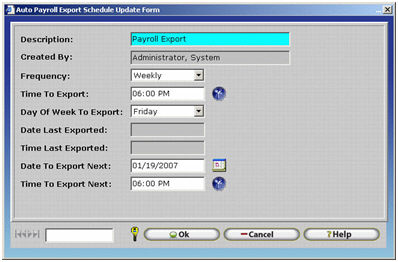 Auto Payroll Export Schedule Update Form
Description: Payroll Export
Created By: Administrator, System
Frequency: Weekly
Time To Export: 06:00 PM
Day Of Week To Export: Friday
Date Last Exported:
Time Last Exported:
Date To Export Next: 01/19/2007
Time To Export Next: 06:00 PM
Ok Cancel ? Help